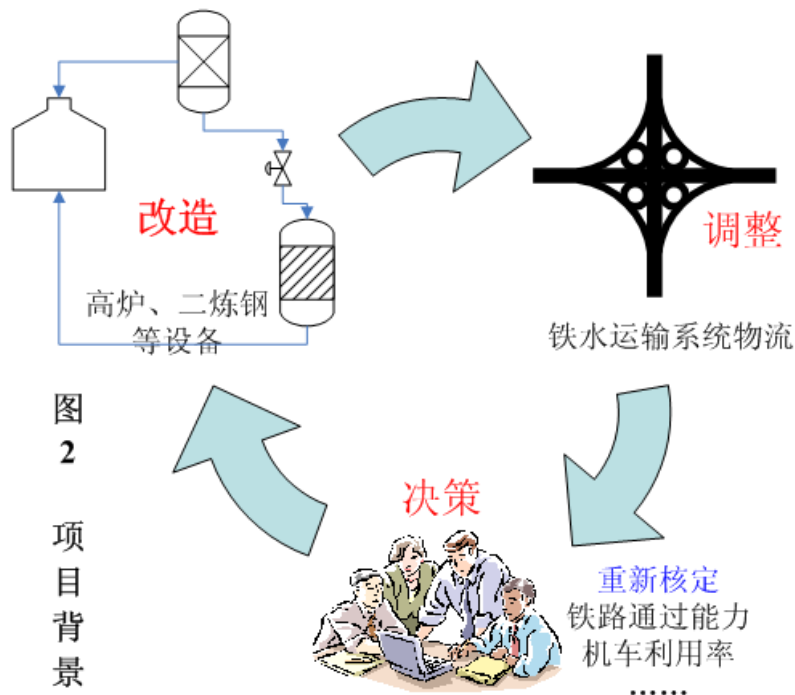 改造
高炉、二炼钢
等设备
调整
铁水运输系统物流
图
2
项
目
背
景
决策
重新核定
铁路通过能力
机车利用率
……